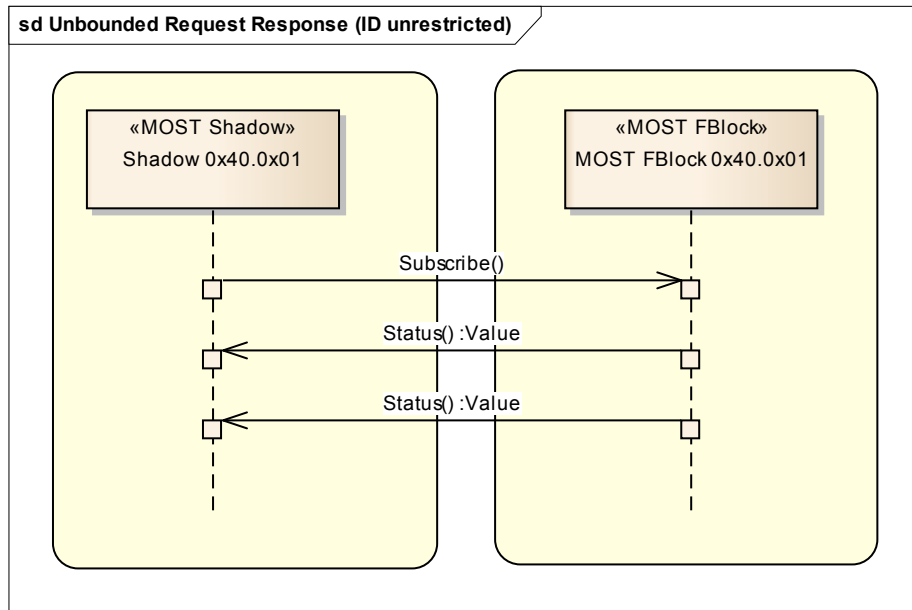 sd Unbounded Request Response (ID unrestricted)
«MOST Shadow»
Shadow 0x40.0x01
«MOST FBlock»
MOST FBlock 0x40.0x01
Subscribe()
Status() :Value
Status() :Value